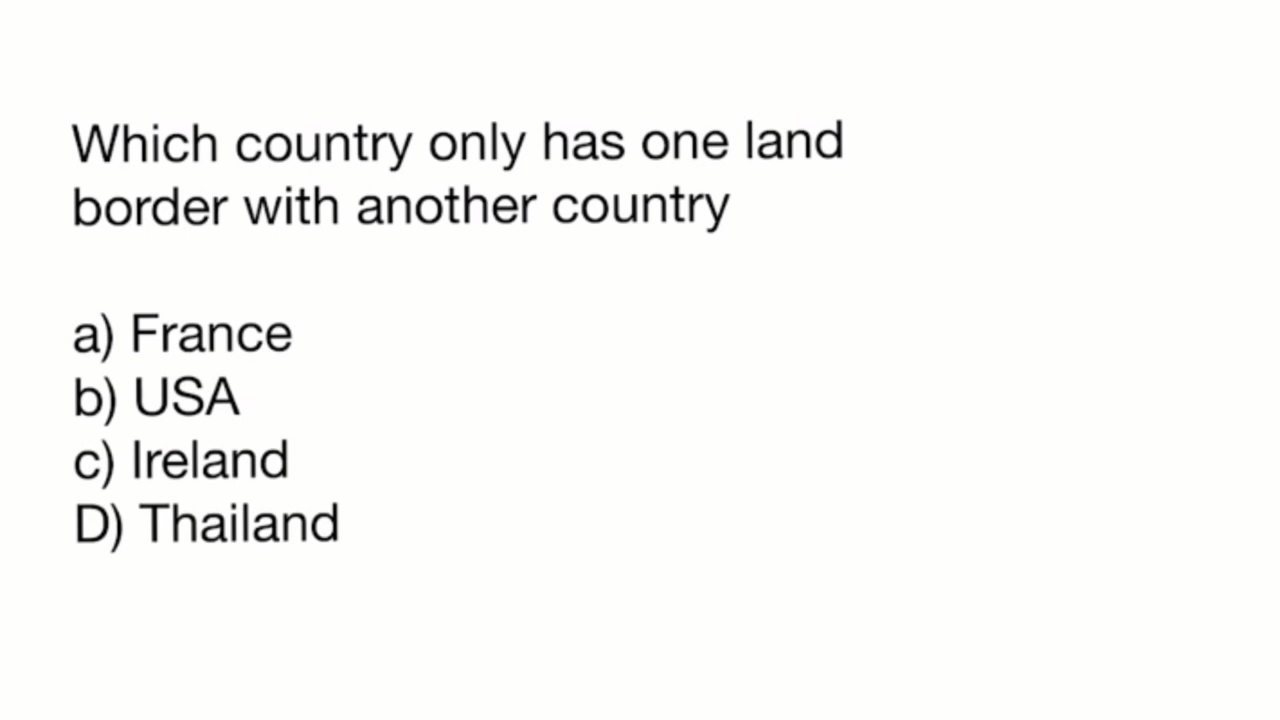 Which country only has one land
border with another country
a) France
b) USA
c) Ireland
D) Thailand